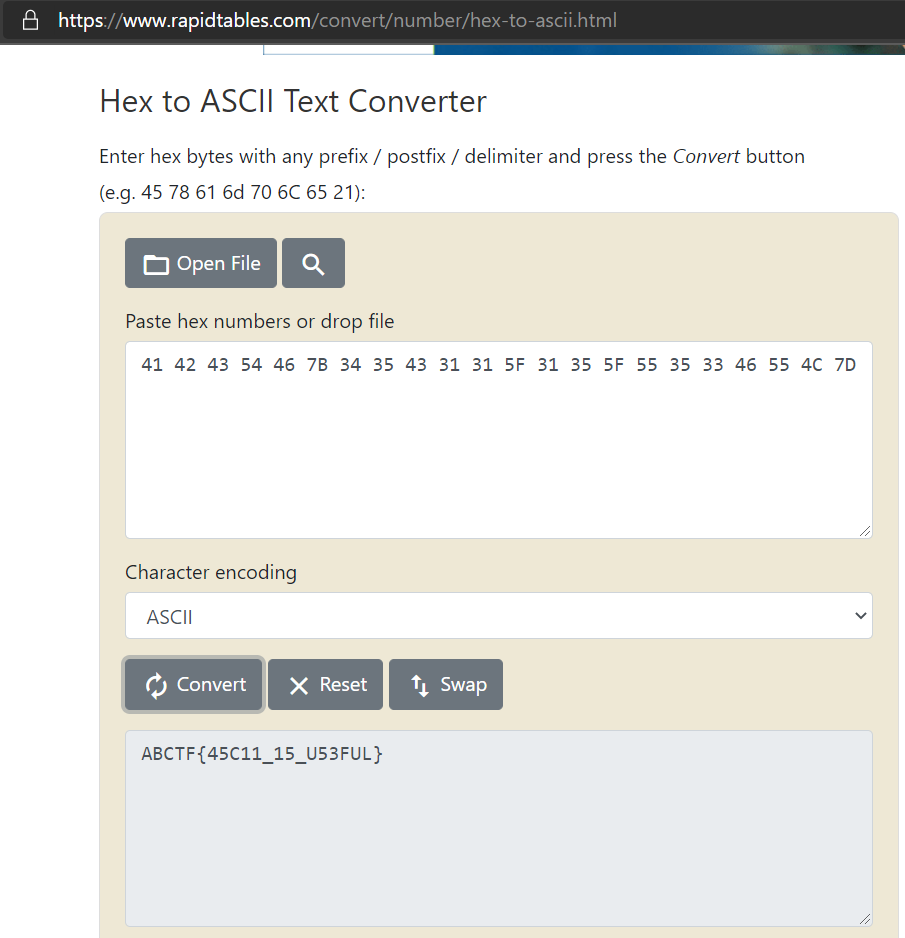 https://www.rapidtables.com/convert/number/hex-to-ascii.html
Hex to ASCII Text Converter
Enter hex bytes with any prefix / postfix / delimiter and press the Convert button
(e.g. 45 78 61 6d 70 6C 65 21):
Open File
Paste hex numbers or drop file
41 42 43 54 46 7B 34 35 43 31 31 5F 31 35 5F 55 35 33 46 55 4C 7D
Character encoding
ASCII
Convert Reset Swap
ABCTF{45C11_15_U53FUL}